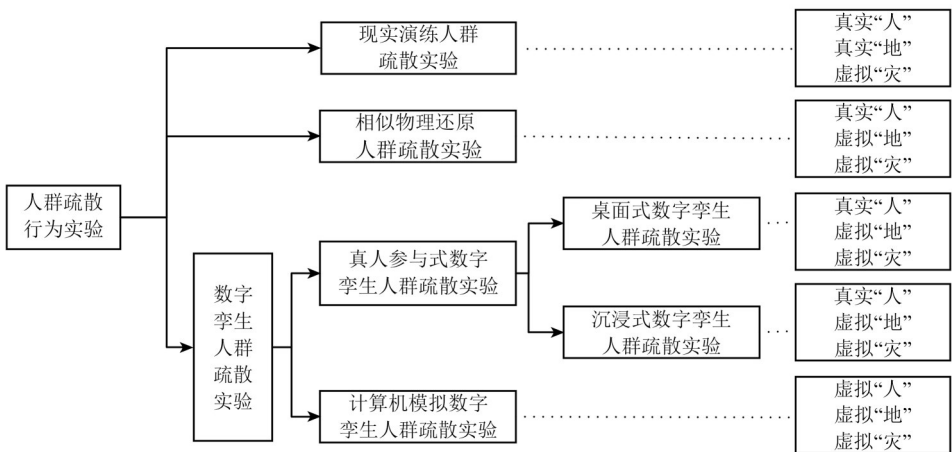 人群疏散
行为实验
现实演练人群
疏散实验
真实“人”
真实“地”
虚拟“灾”
相似物理还原
人群疏散实验
真实“人”
虚拟“地”
虚拟“灾”
数字
孪生
人群
疏散
实验
真人参与式数字
孪生人群疏散实验
桌面式数字孪生
人群疏散实验
真实“人”
虚拟“地”
虚拟“灾”
沉浸式数字孪生
人群疏散实验
真实“人”
虚拟“地”
虚拟“灾”
计算机模拟数字
孪生人群疏散实验
虚拟“人”
虚拟“地”
虚拟“灾”